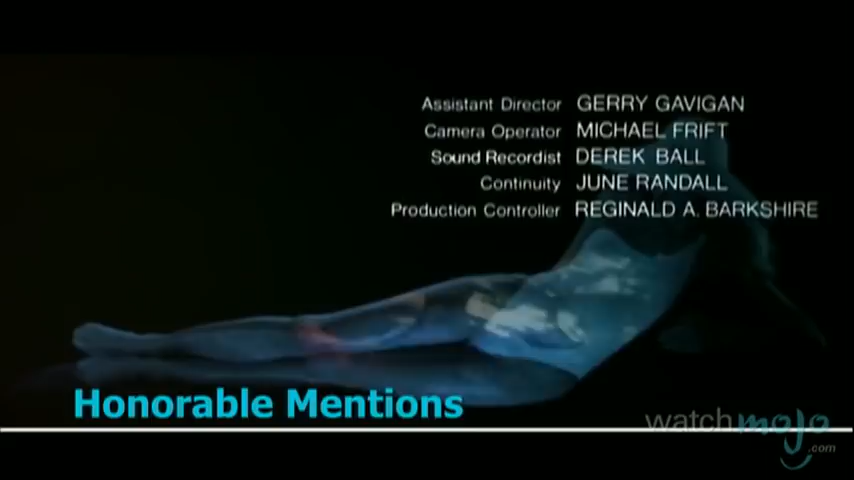 Assistant Director GERRY GAVIGAN
Camera Operator MICHAEL FRIFT
Sound Recordist DEREK BALL
Continuity JUNE RANDALL
Production Controller REGINALD A. BARKSHIRE
Honorable Mentions
watchmojo
.com